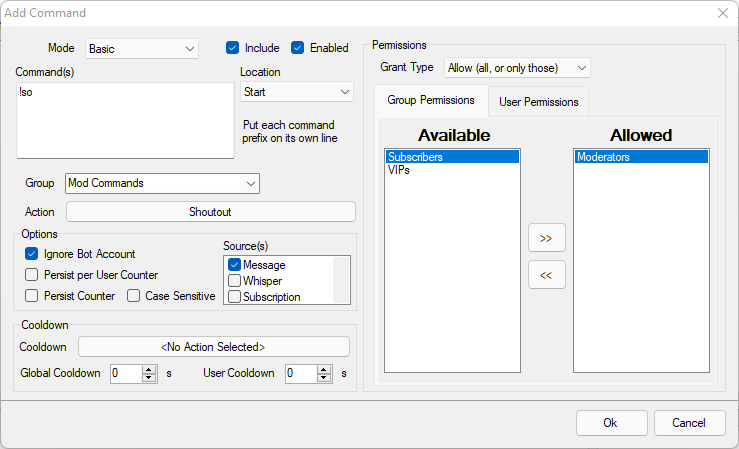 Add Command
Mode Basic Include Enabled
Command(s) Location
!so Start
Put each command
prefix on its own line
Group Mod Commands
Action Shoutout
Options
Ignore Bot Account
Persist per User Counter
Persist Counter Case Sensitive
Source(s)
Message
Whisper
Subscription
Cooldown
Cooldown <No Action Selected>
Global Cooldown 0 s User Cooldown 0 s
Permissions
Grant Type Allow (all, or only those)
Group Permissions User Permissions
Available Allowed
Subscribers Moderators
VIPs
>>
<<
Ok Cancel